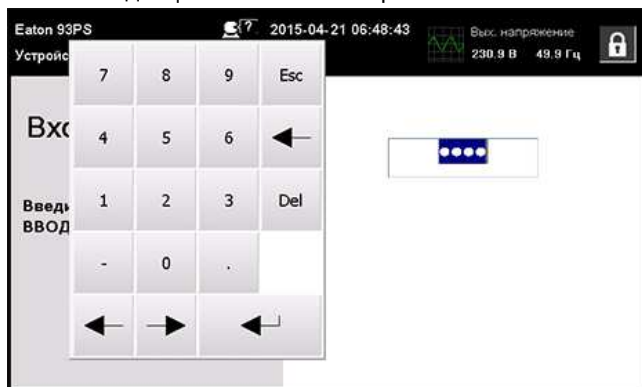 Eaton 93PS 2015-04-21 06:48:43 Вых. напряжение
230.9 В 49.9 Гц
7 8 9 Esc
4 5 6
1 2 3 Del
ВВОД
- 0 .